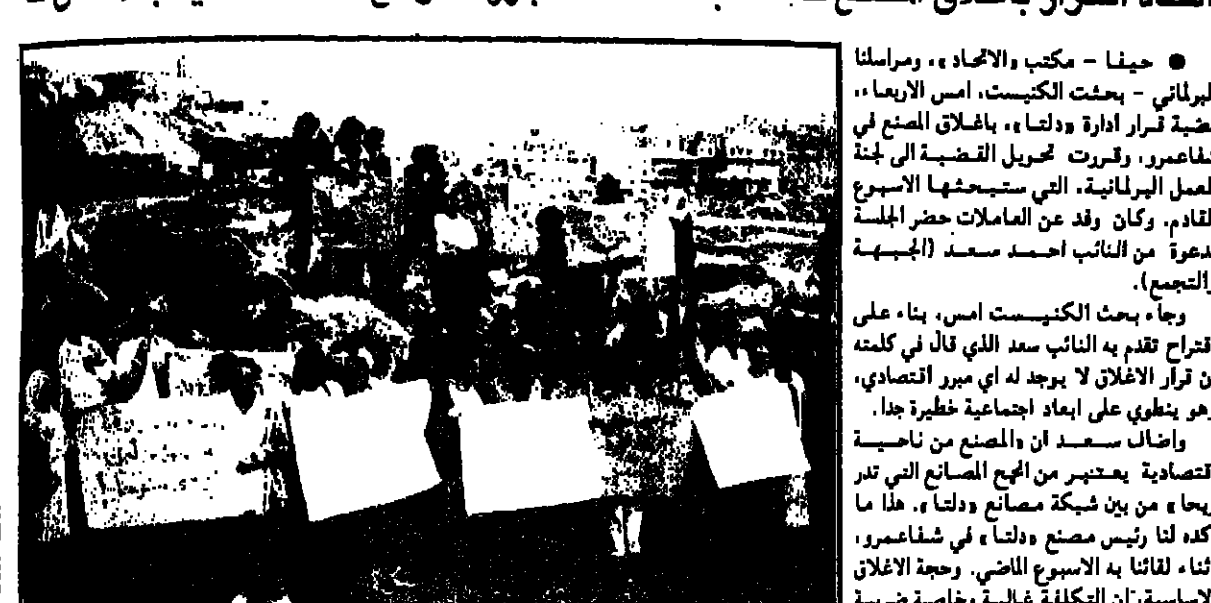 القرار باغلاق المصنع
● حيفا - مكتب «الاتحاد»، ومراسلنا
البرلماني - بحثت الكنيست، امس الاربعاء،
قضية قرار ادارة «دلتا»، باغلاق المصنع في
شفاعمرو، وقررت تحويل القضية الى لجنة
العمل البرلمانية، التي ستبحثها الاسبوع
القادم. وكان وفد عن العاملات حضر الجلسة
بدعوة من النائب احمد سعد (الجبهة
والتجمع).
وجاء بحث الكنيست امس، بناء على
اقتراح تقدم به النائب سعد الذي قال في كلمته
ان قرار الاغلاق لا يوجد له اي مبرر اقتصادي،
وهو ينطوي على ابعاد اجتماعية خطيرة جدا.
واضاف سعد ان «المصنع من ناحية
اقتصادية يعتبر من انجح المصانع التي تدر
ربحا» من بين شبكة مصانع «دلتا». هذا ما
اكده لنا رئيس مصنع «دلتا» في شفاعمرو،
اثناء لقائنا به الاسبوع الماضي. وحجة الاغلاق
الاساسية، ان التكلفة غالية وخاصة ضريبة